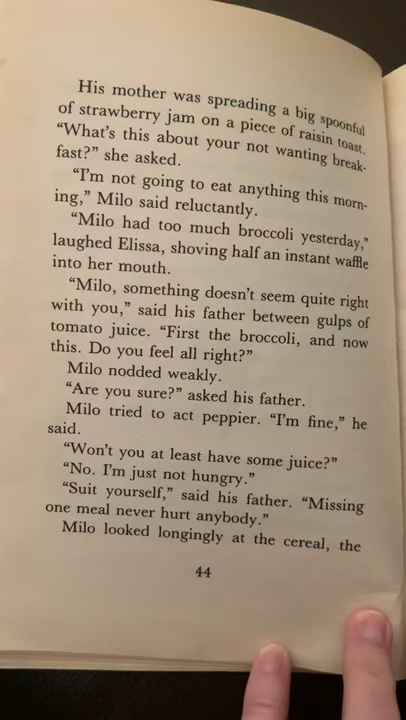 His mother was spreading a big spoonful
of strawberry jam on a piece of raisin toast.
“What’s this about your not wanting break-
fast?” she asked.
“I’m not going to eat anything this morn-
ing,” Milo said reluctantly.
“Milo had too much broccoli yesterday,”
laughed Elissa, shoving half an instant waffle
into her mouth.
“Milo, something doesn’t seem quite right
with you,” said his father between gulps of
tomato juice. “First the broccoli, and now
this. Do you feel all right?”
Milo nodded weakly.
“Are you sure?” asked his father.
Milo tried to act peppier. “I’m fine,” he
said.
“Won’t you at least have some juice?”
“No. I’m just not hungry.”
“Suit yourself,” said his father. “Missing
one meal never hurt anybody.”
Milo looked longingly at the cereal, the
44